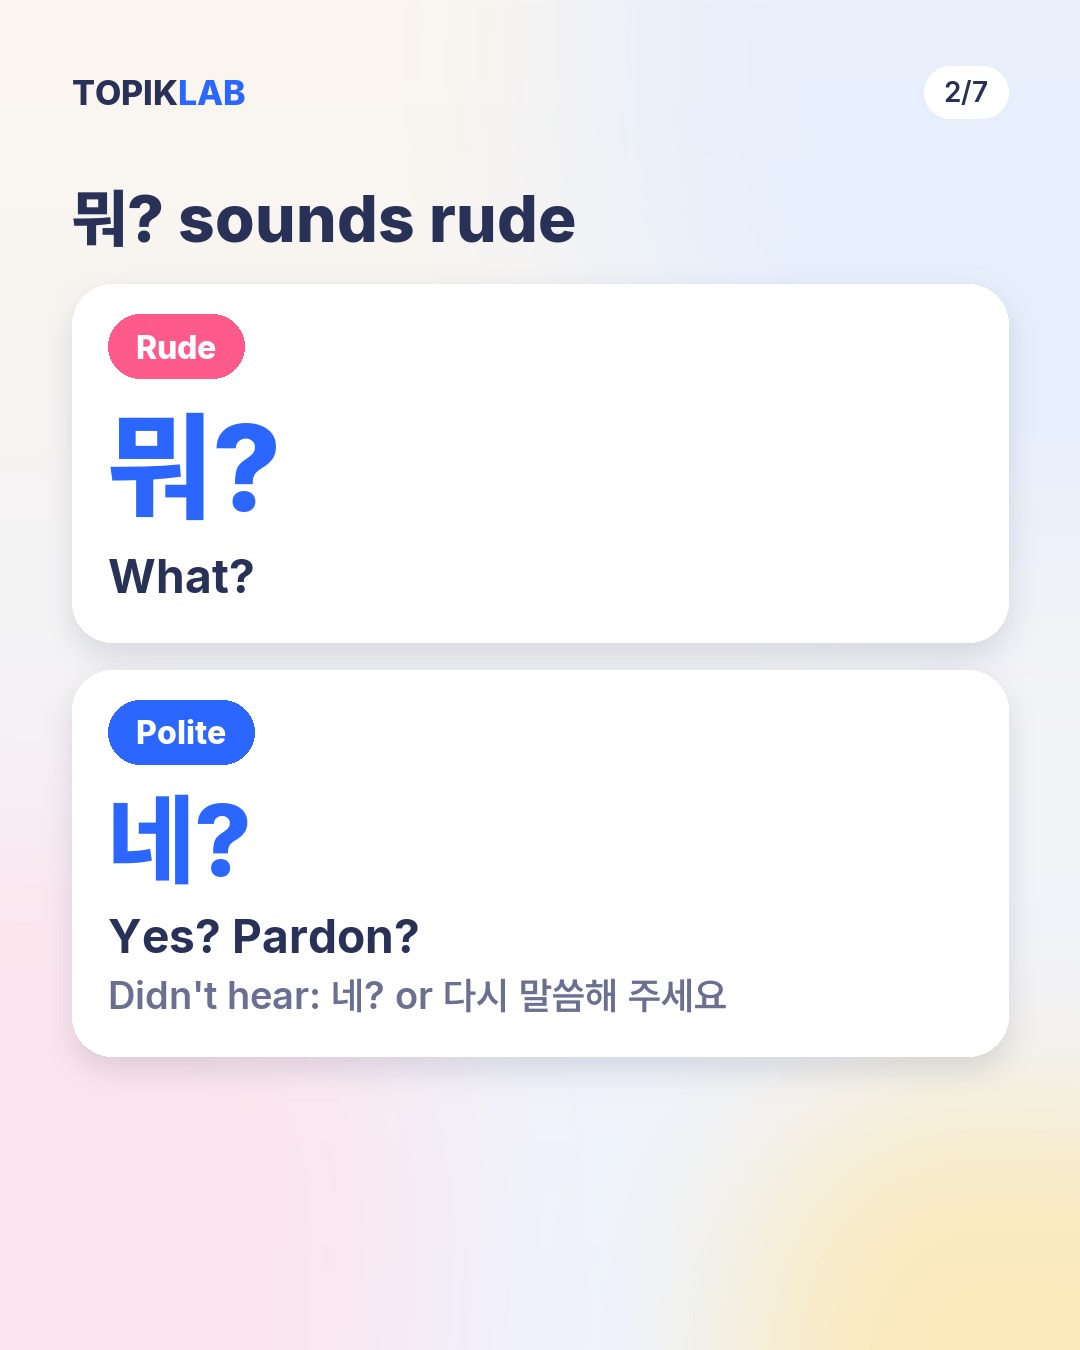 TOPIKLAB
2/7
뭐? sounds rude
Rude
뭐?
What?
Polite
네?
Yes? Pardon?
Didn't hear: 네? or 다시 말씀해 주세요